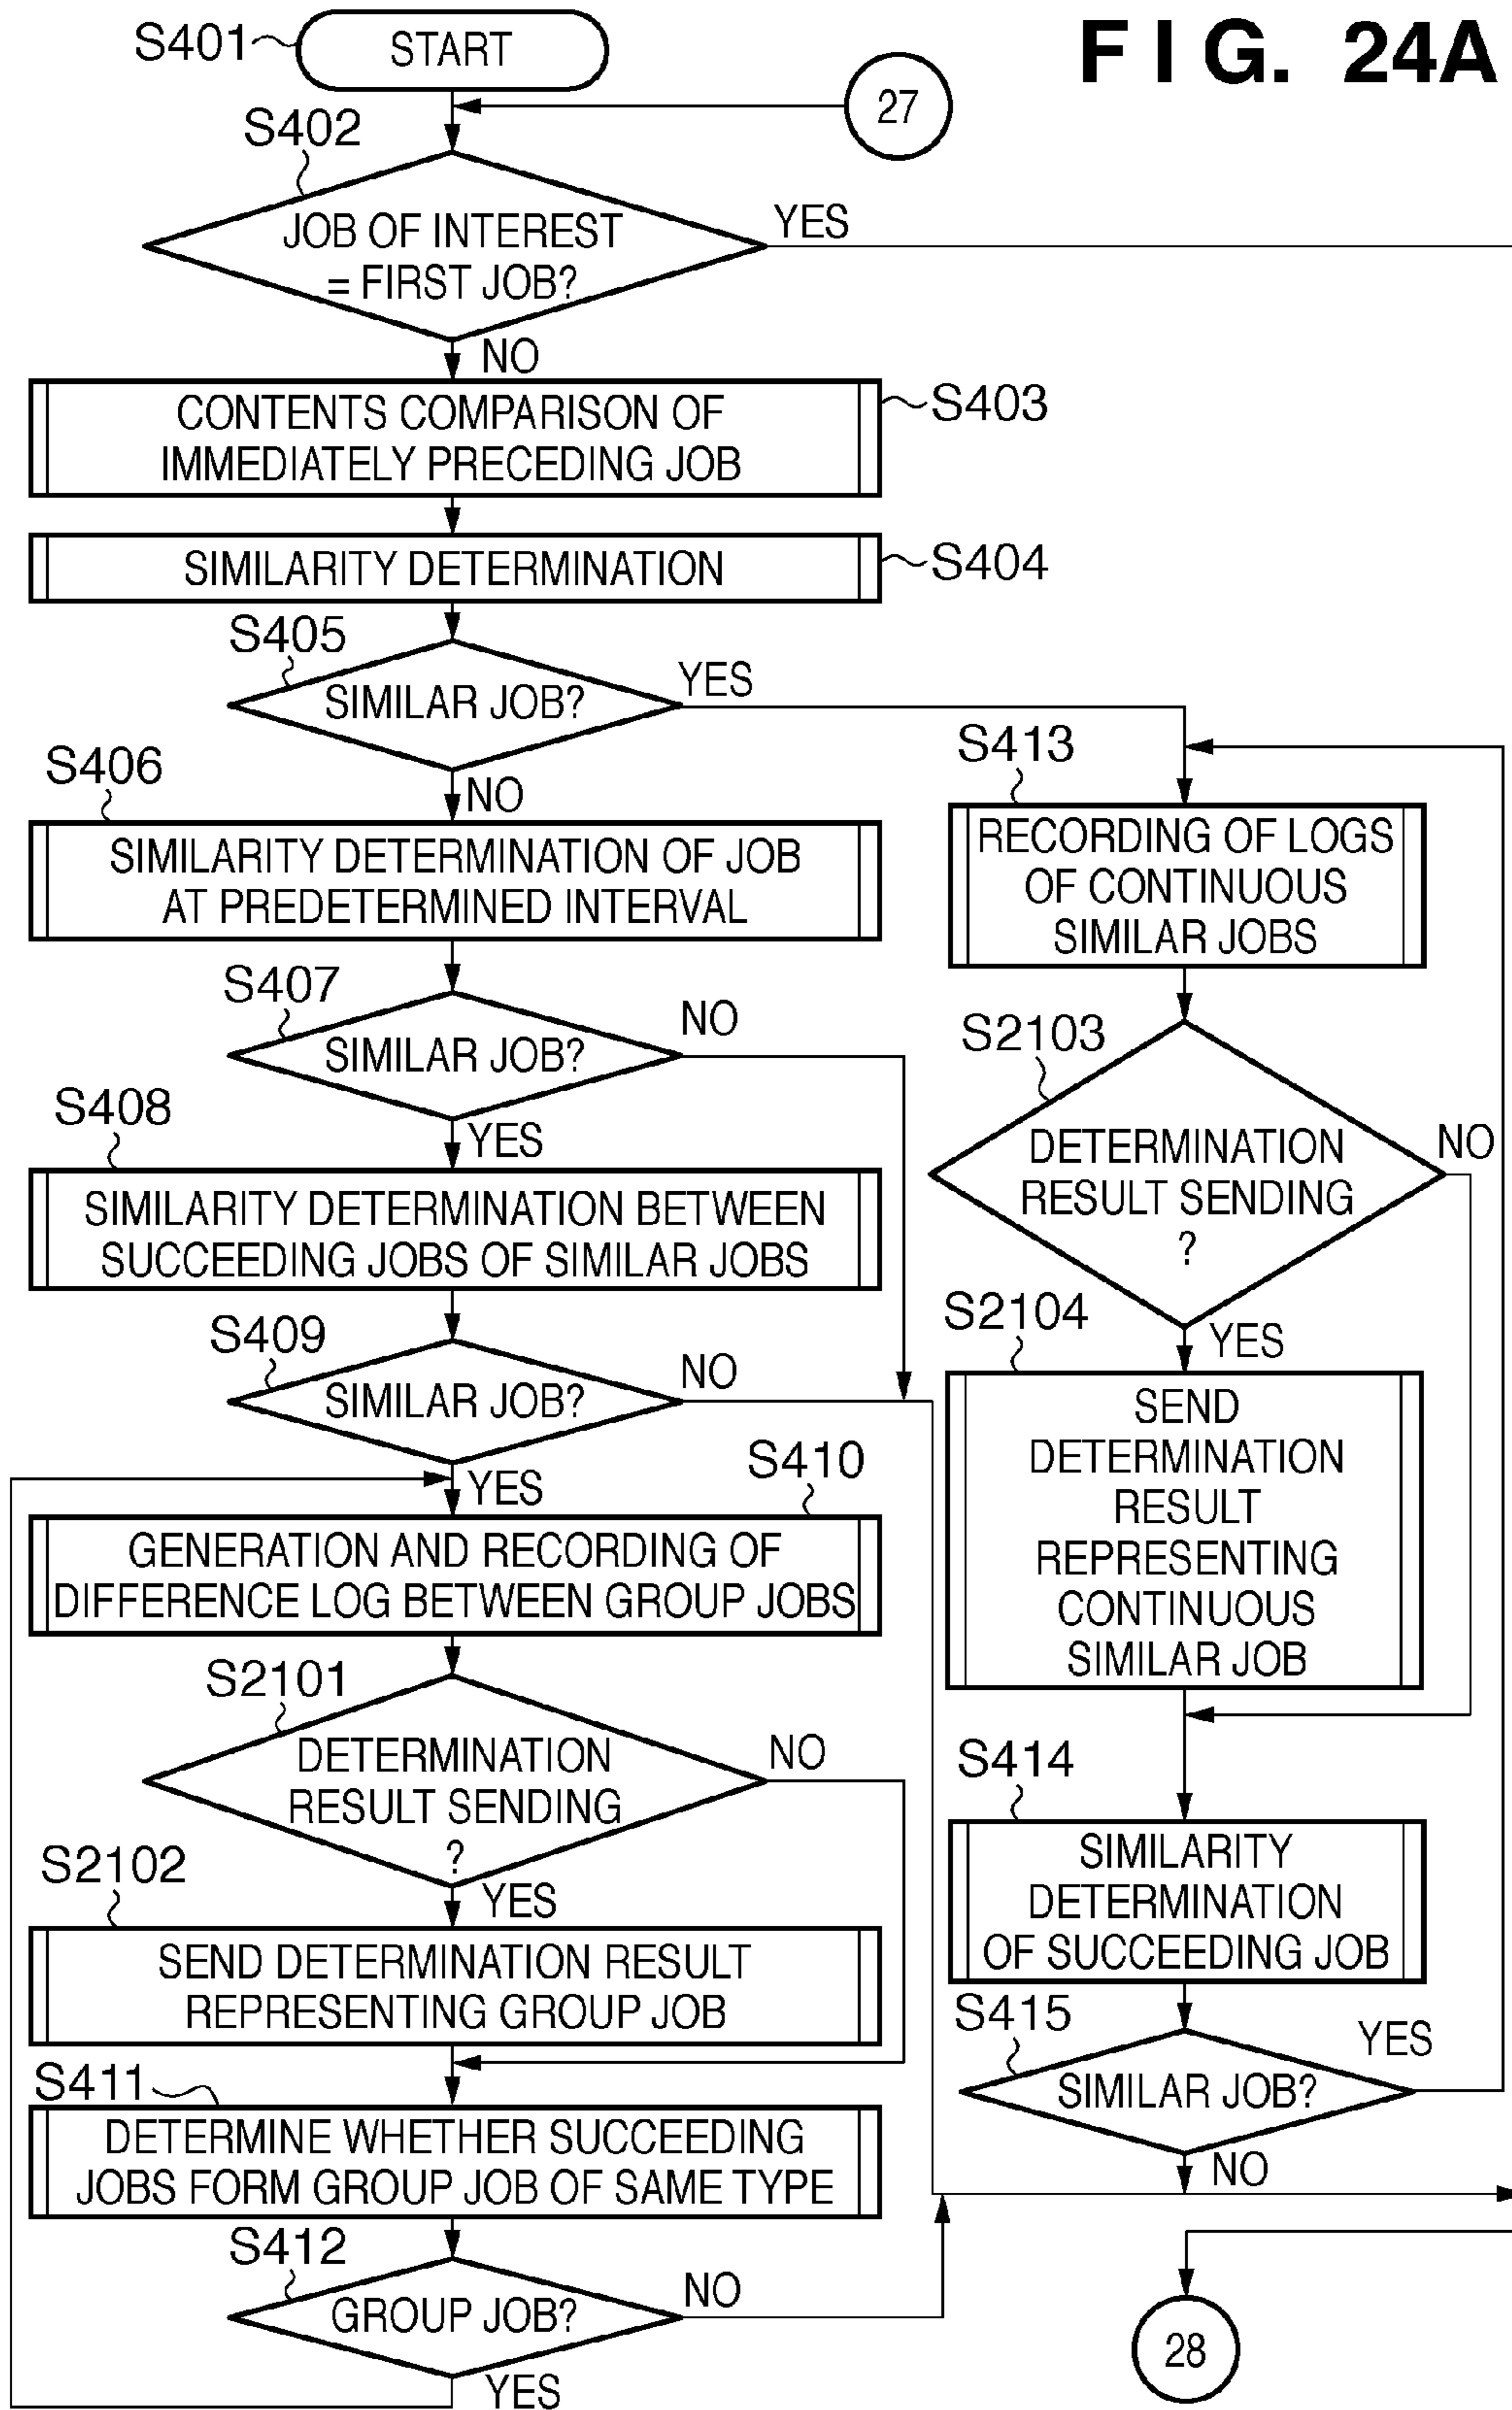 FIG. 24A
S401
START
27
S402
JOB OF INTEREST
= FIRST JOB?
YES
NO
CONTENTS COMPARISON OF
IMMEDIATELY PRECEDING JOB
S403
SIMILARITY DETERMINATION
S404
S405
SIMILAR JOB?
YES
NO
S406
SIMILARITY DETERMINATION OF JOB
AT PREDETERMINED INTERVAL
S407
SIMILAR JOB?
NO
YES
S408
SIMILARITY DETERMINATION BETWEEN
SUCCEEDING JOBS OF SIMILAR JOBS
S409
SIMILAR JOB?
NO
YES
S410
GENERATION AND RECORDING OF
DIFFERENCE LOG BETWEEN GROUP JOBS
S2101
DETERMINATION
RESULT SENDING
?
NO
YES
S2102
SEND DETERMINATION RESULT
REPRESENTING GROUP JOB
S411
DETERMINE WHETHER SUCCEEDING
JOBS FORM GROUP JOB OF SAME TYPE
S412
GROUP JOB?
NO
YES
S413
RECORDING OF LOGS
OF CONTINUOUS
SIMILAR JOBS
S2103
DETERMINATION
RESULT SENDING
?
NO
YES
S2104
SEND
DETERMINATION
RESULT
REPRESENTING
CONTINUOUS
SIMILAR JOB
S414
SIMILARITY
DETERMINATION
OF SUCCEEDING JOB
S415
SIMILAR JOB?
YES
NO
28